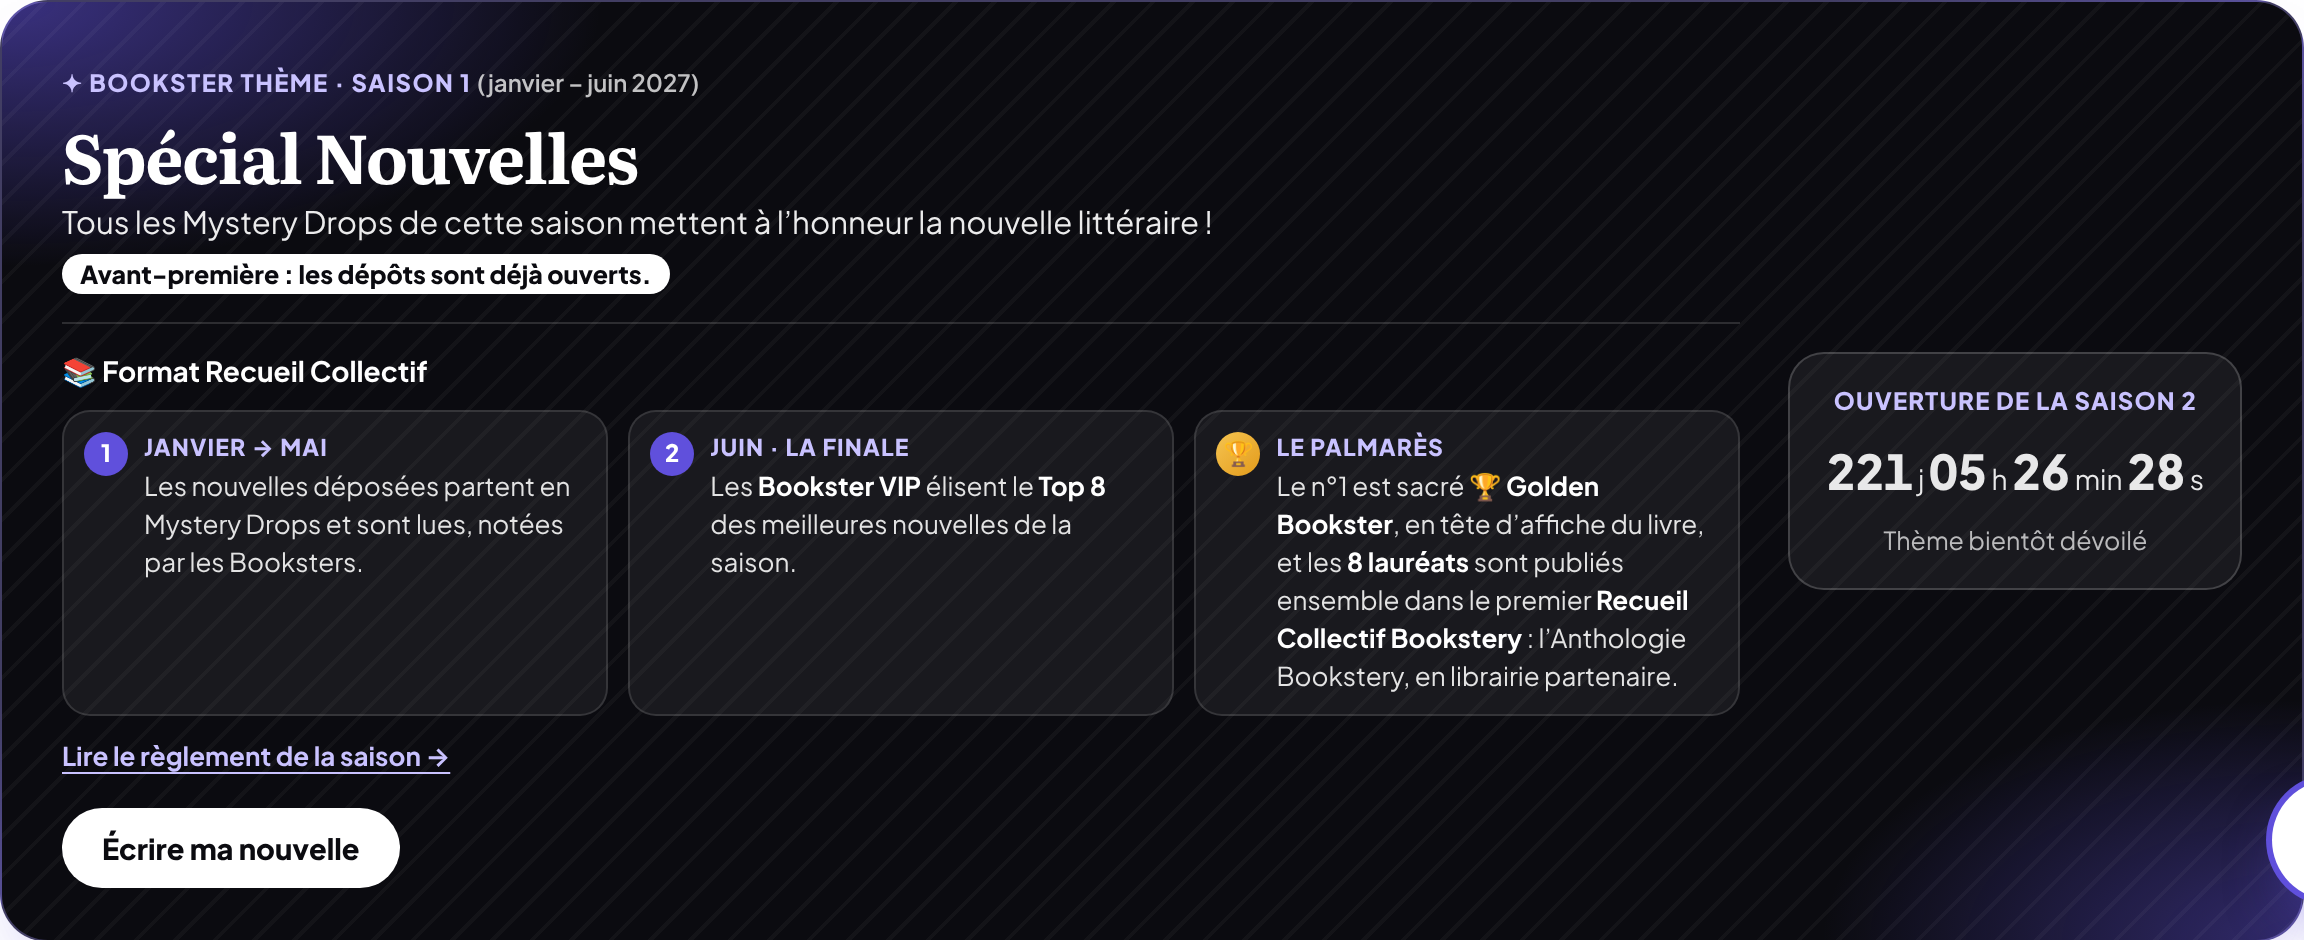 ✦ BOOKSTER THÈME · SAISON 1 (janvier – juin 2027)
Spécial Nouvelles
Tous les Mystery Drops de cette saison mettent à l’honneur la nouvelle littéraire !
Avant-première : les dépôts sont déjà ouverts.
📚 Format Recueil Collectif
1
JANVIER → MAI
Les nouvelles déposées partent en
Mystery Drops et sont lues, notées
par les Booksters.
2
JUIN · LA FINALE
Les Bookster VIP élisent le Top 8
des meilleures nouvelles de la
saison.
🏆
LE PALMARÈS
Le n°1 est sacré 🏆 Golden
Bookster, en tête d’affiche du livre,
et les 8 lauréats sont publiés
ensemble dans le premier Recueil
Collectif Bookstery : l’Anthologie
Bookstery, en librairie partenaire.
OUVERTURE DE LA SAISON 2
221 j 05 h 26 min 28 s
Thème bientôt dévoilé
Lire le règlement de la saison →
Écrire ma nouvelle